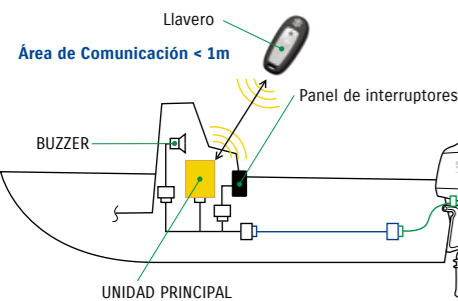 Llavero
Área de Comunicación < 1m
Panel de interruptores
BUZZER
UNIDAD PRINCIPAL